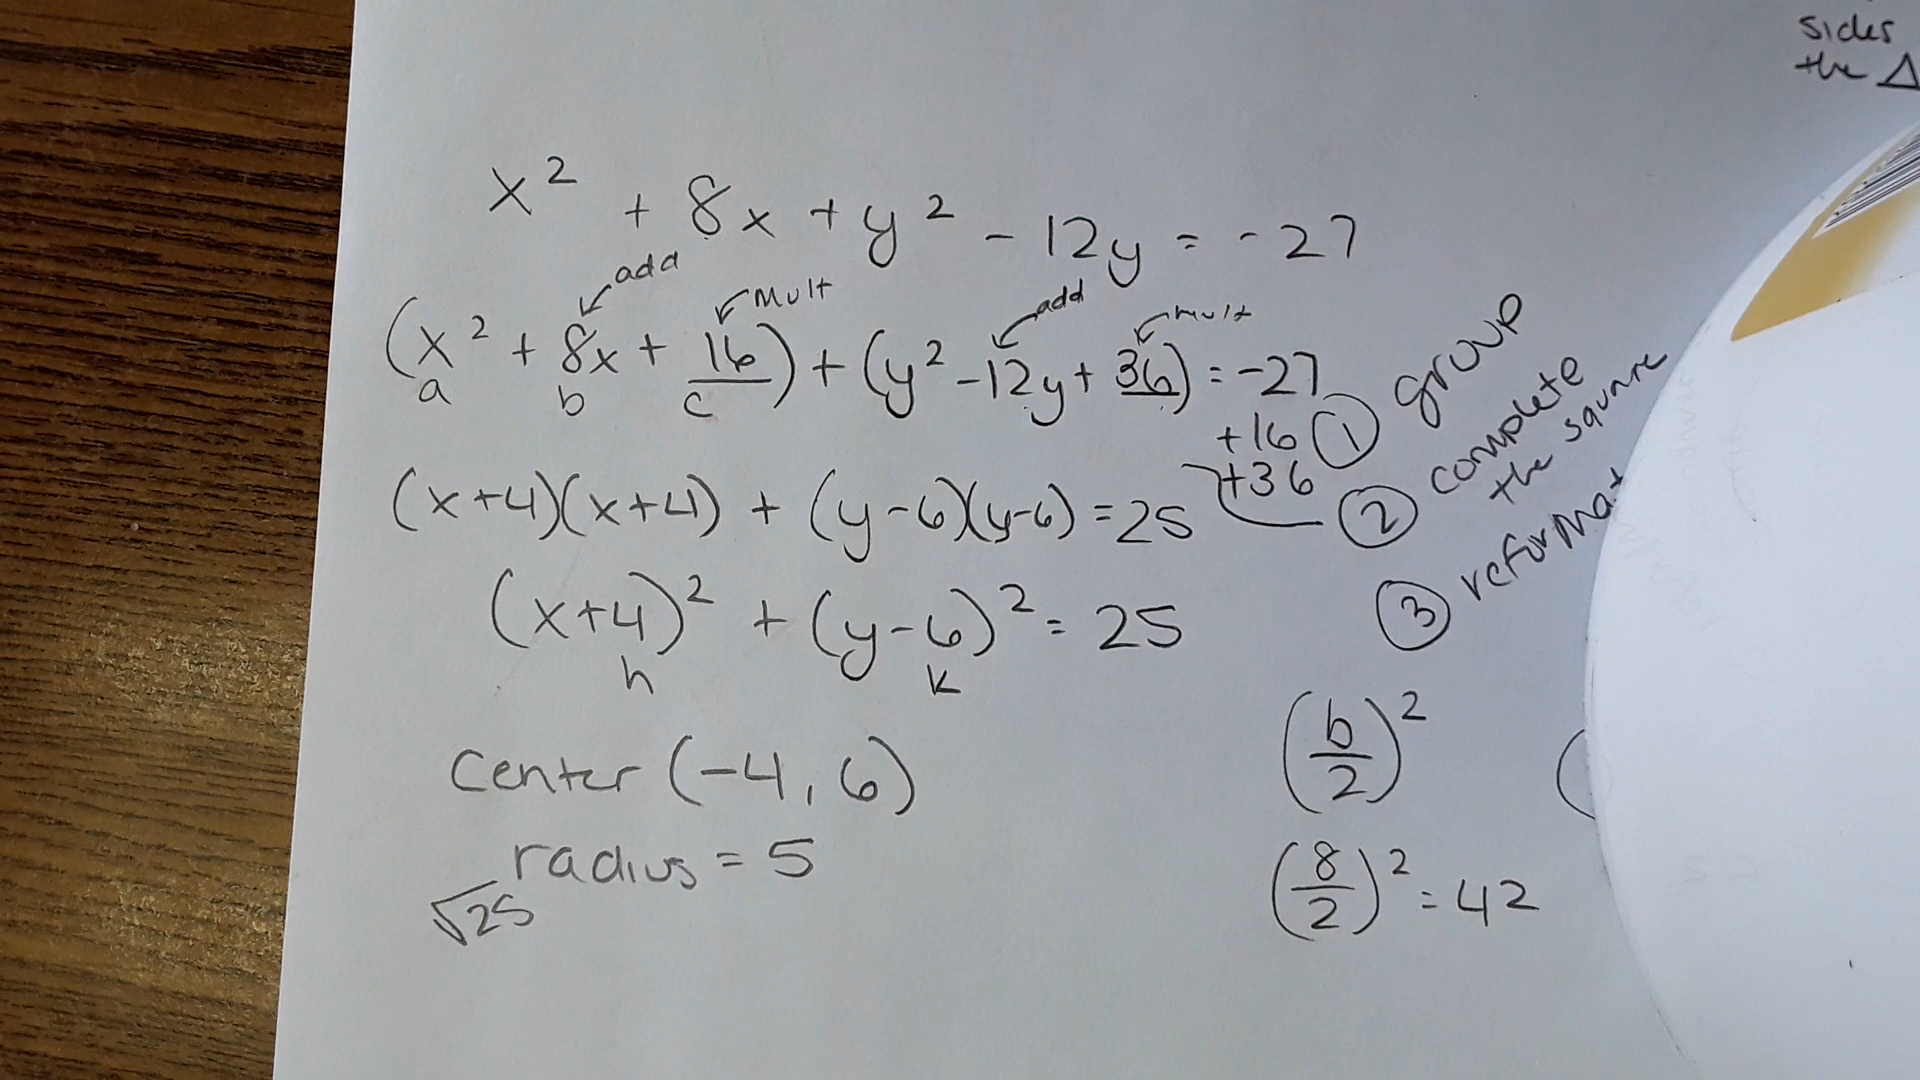 sides
the Δ
x² + 8x + y² - 12y = -27
add mult add mult
(x² + 8x + 16) + (y² - 12y + 36) = -27
a b c
+16
+36
(x+4)(x+4) + (y-6)(y-6) = 25
(x+4)² + (y-6)² = 25
h k
center (-4, 6)
radius = 5
√25
① group
② complete
the square
③ reformat
(b/2)²
(8/2)² = 42